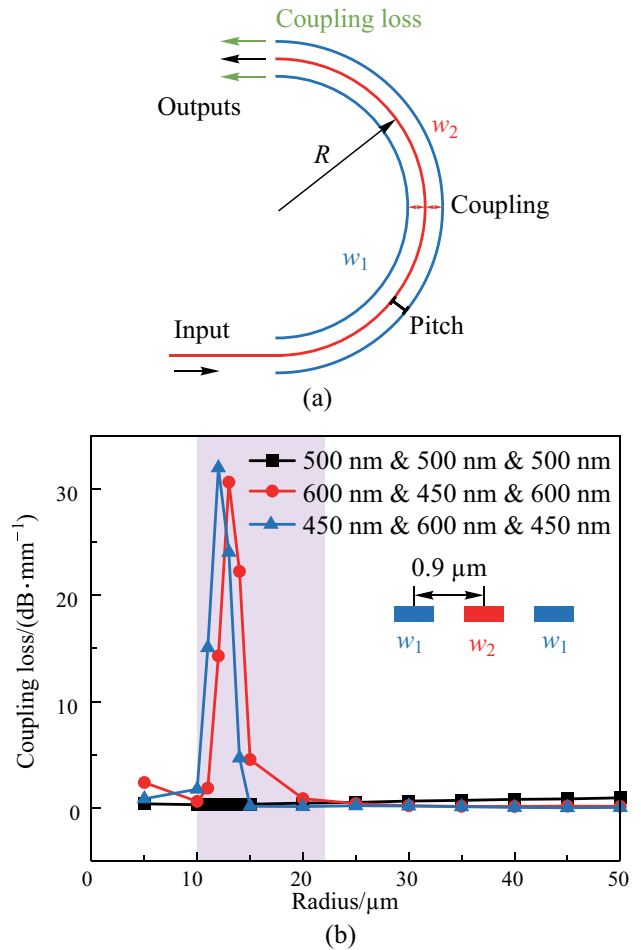 Coupling loss
Outputs
w₂
R
Coupling
w₁
Input
Pitch
(a)
Coupling loss/(dB·mm⁻¹)
30
20
10
0
500 nm & 500 nm & 500 nm
600 nm & 450 nm & 600 nm
450 nm & 600 nm & 450 nm
0.9 µm
w₁ w₂ w₁
0 10 20 30 40 50
Radius/µm
(b)